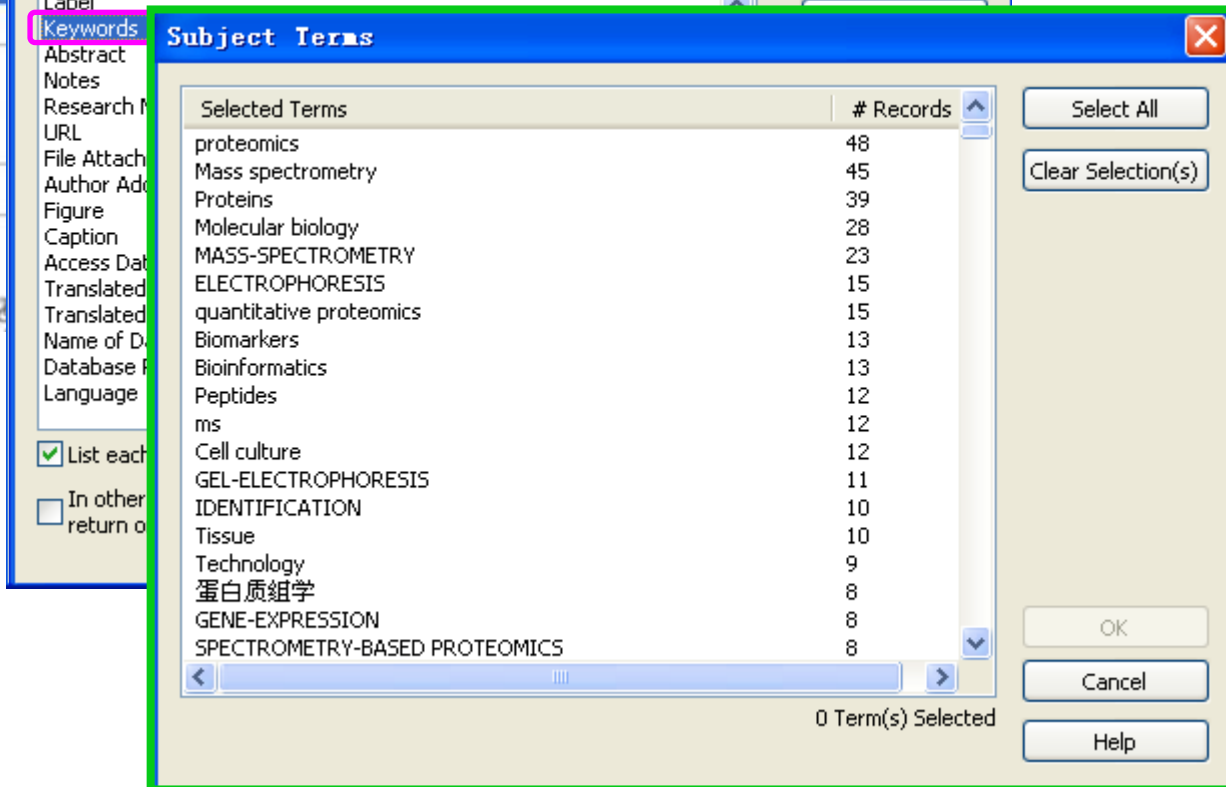 Label
Keywords
Abstract
Notes
Research
URL
File Attach
Author Add
Figure
Caption
Access Dat
Translated
Translated
Name of
Database
Language
List each
In other
return o
Subject Terms
Selected Terms # Records
proteomics 48
Mass spectrometry 45
Proteins 39
Molecular biology 28
MASS-SPECTROMETRY 23
ELECTROPHORESIS 15
quantitative proteomics 15
Biomarkers 13
Bioinformatics 13
Peptides 12
ms 12
Cell culture 12
GEL-ELECTROPHORESIS 11
IDENTIFICATION 10
Tissue 10
Technology 9
蛋白质组学 8
GENE-EXPRESSION 8
SPECTROMETRY-BASED PROTEOMICS 8
0 Term(s) Selected
Select All
Clear Selection(s)
OK
Cancel
Help